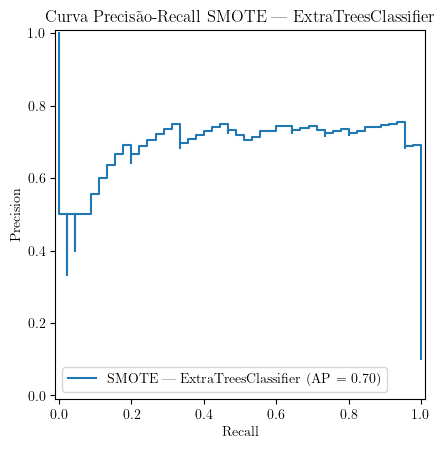 Curva Precisão-Recall SMOTE — ExtraTreesClassifier
1.0
0.8
0.6
0.4
0.2
0.0
Precision
SMOTE — ExtraTreesClassifier (AP = 0.70)
0.0 0.2 0.4 0.6 0.8 1.0
Recall